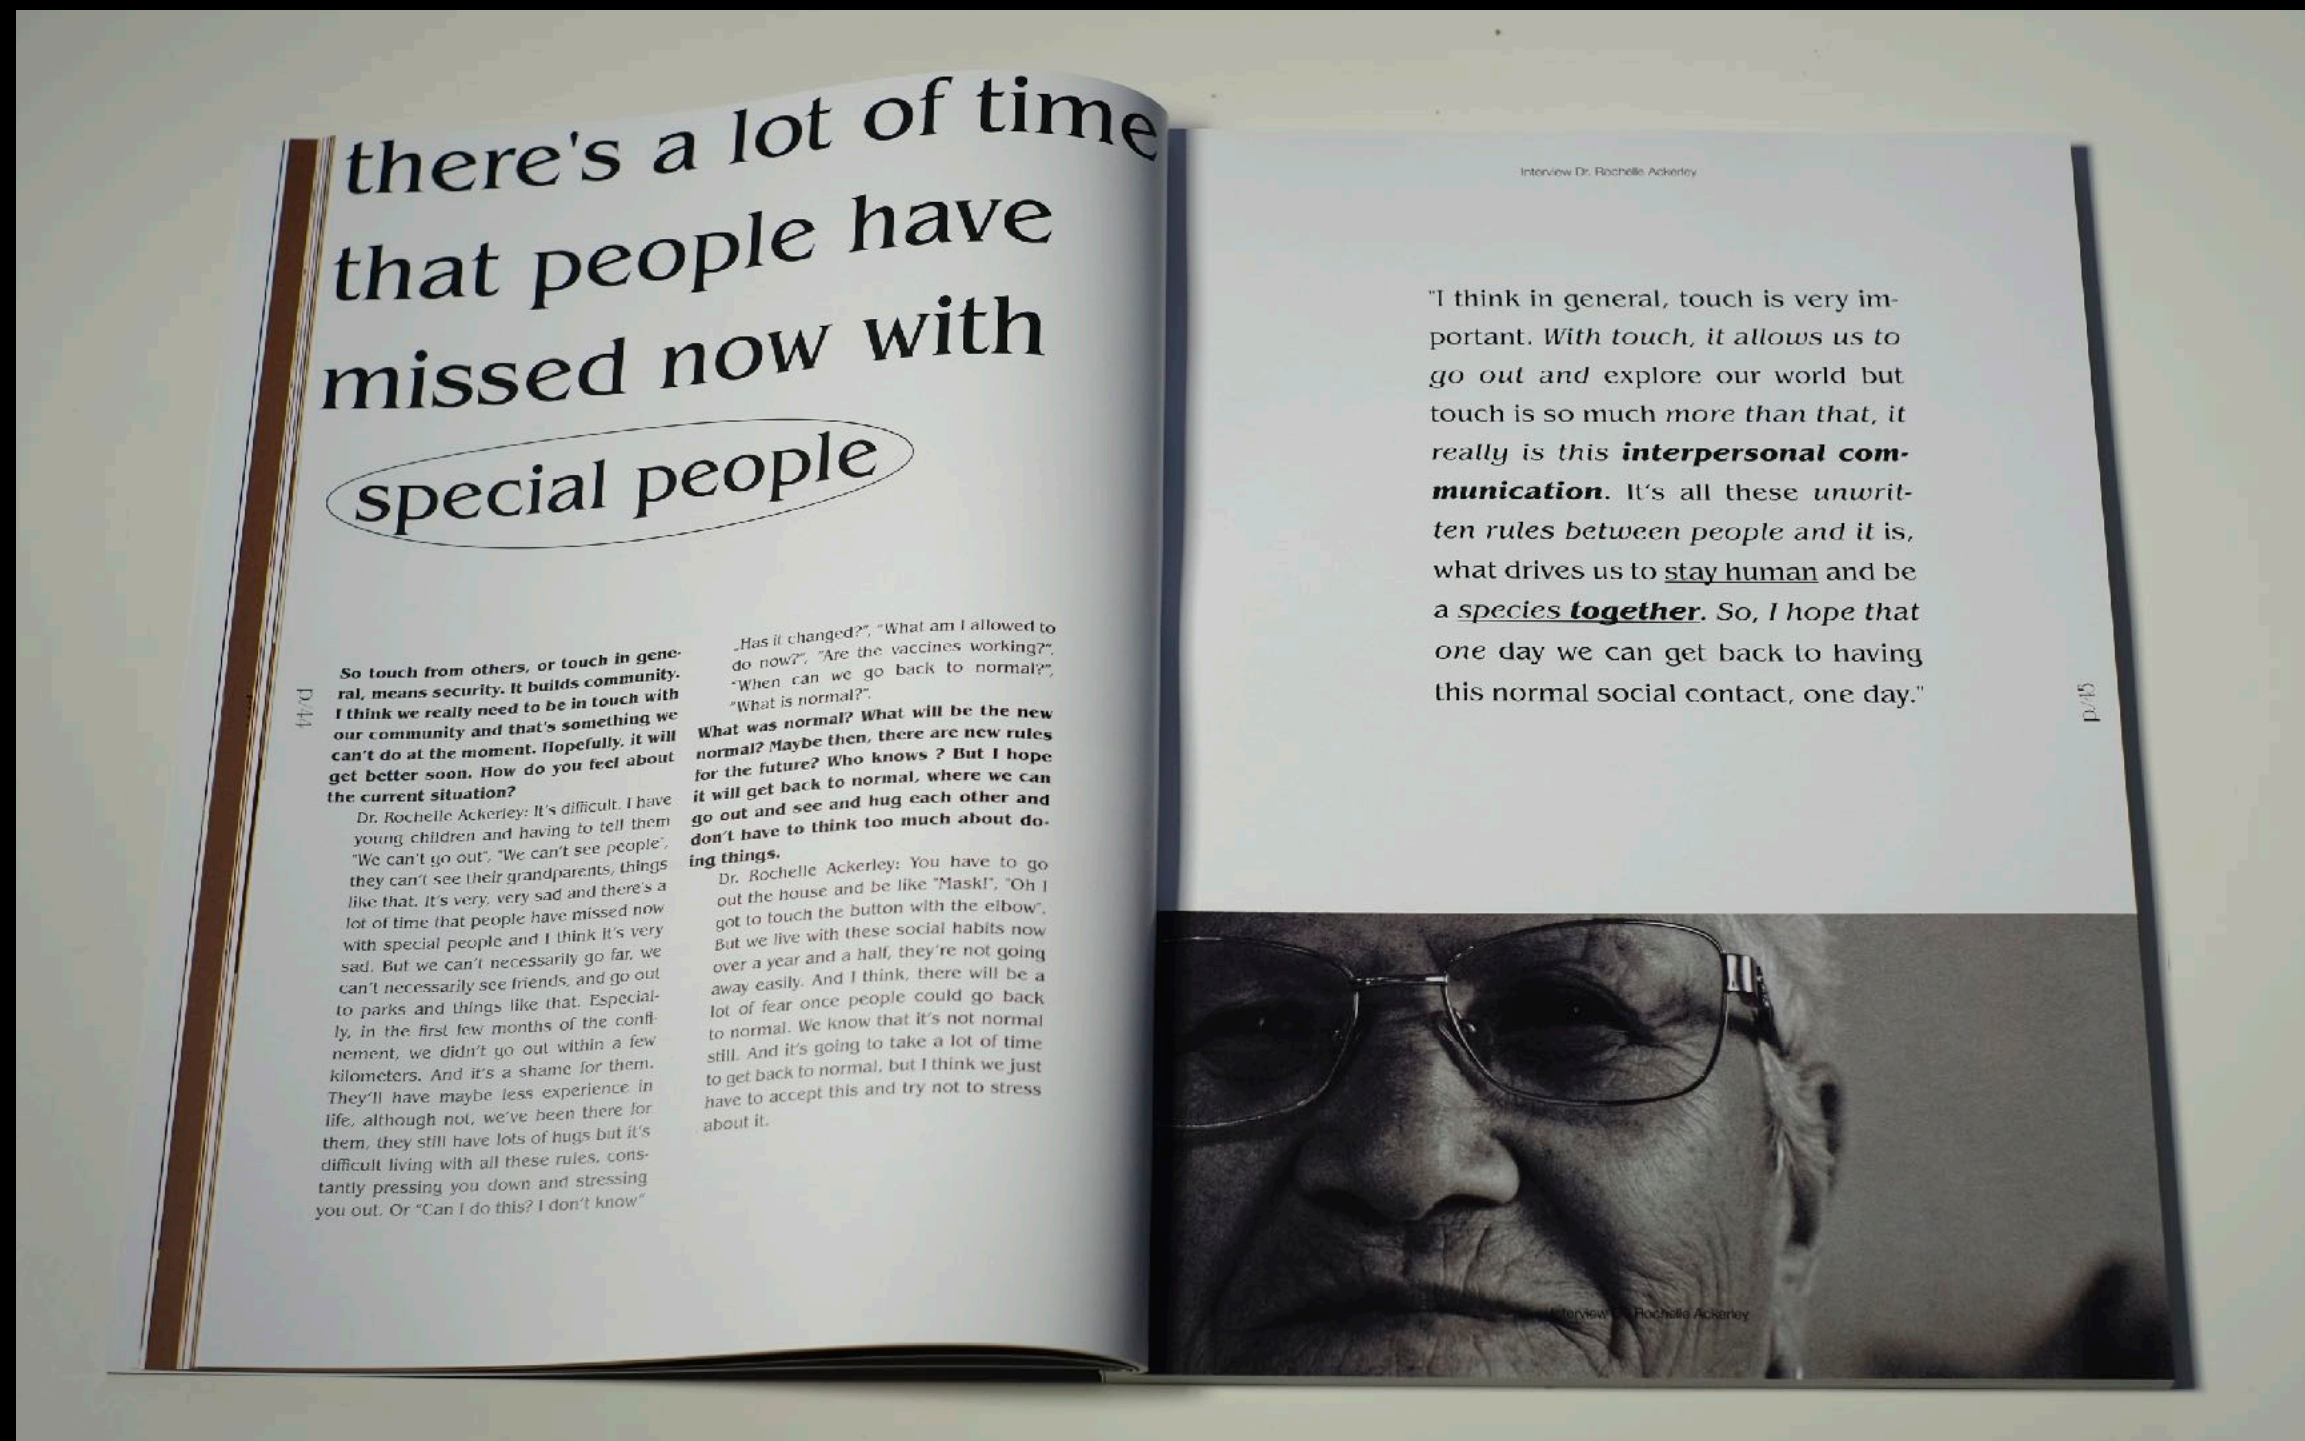 there's a lot of time
that people have
missed now with
special people
So touch from others, or touch in gene-
ral, means security. It builds community.
I think we really need to be in touch with
our community and that's something we
can't do at the moment. Hopefully, it will
get better soon. How do you feel about
the current situation?
Dr. Rochelle Ackerley: It's difficult. I have
young children and having to tell them
"We can't go out", "We can't see people",
they can't see their grandparents, things
like that. It's very, very sad and there's a
lot of time that people have missed now
with special people and I think it's very
sad. But we can't necessarily go far, we
can't necessarily see friends, and go out
to parks and things like that. Especial-
ly, in the first few months of the confi-
nement, we didn't go out within a few
kilometers. And it's a shame for them.
They'll have maybe less experience in
life, although not, we've been there for
them, they still have lots of hugs but it's
difficult living with all these rules, cons-
tantly pressing you down and stressing
you out. Or "Can I do this? I don't know"
„Has it changed?", "What am I allowed to
do now?", "Are the vaccines working?",
"When can we go back to normal?",
"What is normal?".
What was normal? What will be the new
normal? Maybe then, there are new rules
for the future? Who knows ? But I hope
it will get back to normal, where we can
go out and see and hug each other and
don't have to think too much about do-
ing things.
Dr. Rochelle Ackerley: You have to go
out the house and be like "Mask!", "Oh I
got to touch the button with the elbow".
But we live with these social habits now
over a year and a half, they're not going
away easily. And I think, there will be a
lot of fear once people could go back
to normal. We know that it's not normal
still. And it's going to take a lot of time
to get back to normal, but I think we just
have to accept this and try not to stress
about it.
p/44
Interview Dr. Rochelle Ackerley
"I think in general, touch is very im-
portant. With touch, it allows us to
go out and explore our world but
touch is so much more than that, it
really is this interpersonal com-
munication. It's all these unwrit-
ten rules between people and it is,
what drives us to stay human and be
a species together. So, I hope that
one day we can get back to having
this normal social contact, one day."
p/45
Interview Rochelle Ackerley